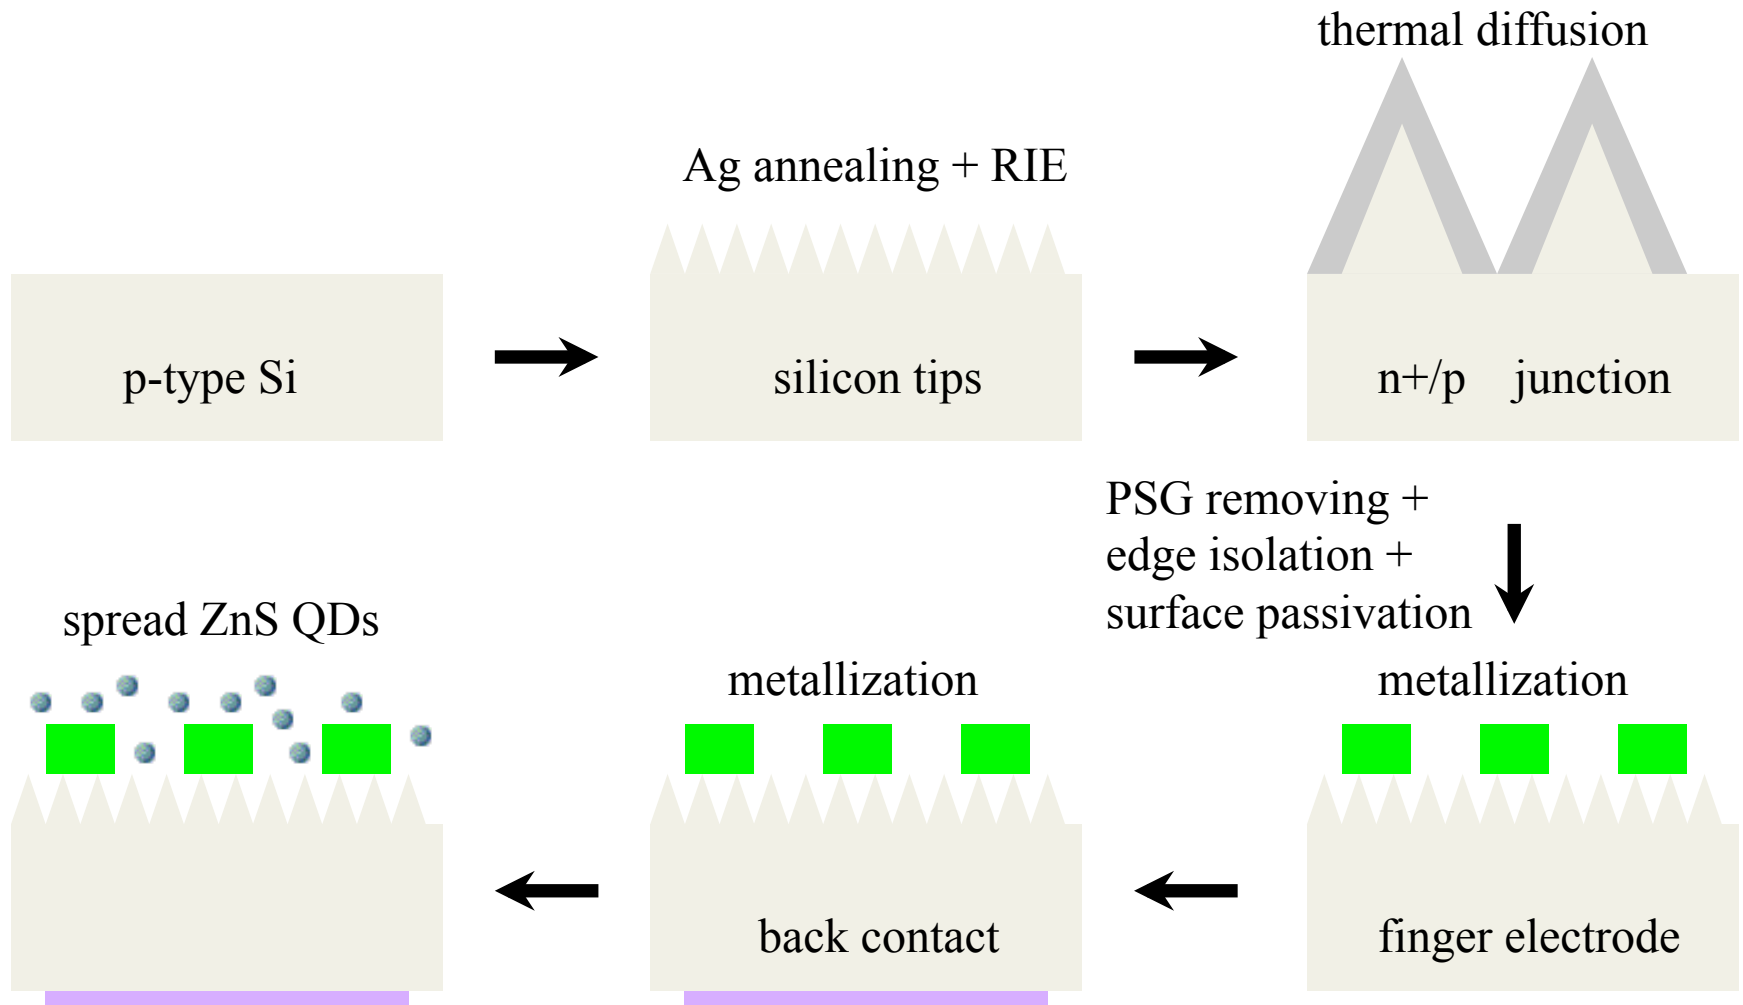 thermal diffusion
Ag annealing + RIE
p-type Si
silicon tips
n+/p junction
PSG removing +
edge isolation +
surface passivation
spread ZnS QDs
metallization
metallization
back contact
finger electrode